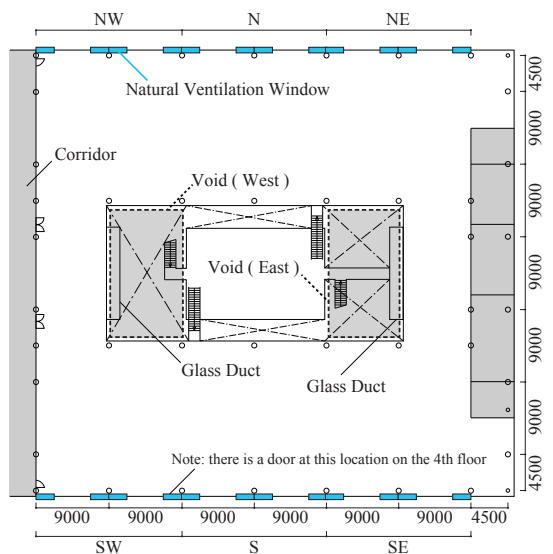 NW N NE
Natural Ventilation Window
4500
9000
Corridor
Void ( West )
9000
Void ( East )
9000
Glass Duct
Glass Duct
9000
9000
Note: there is a door at this location on the 4th floor
4500
9000 9000 9000 9000 9000 9000 4500
SW S SE